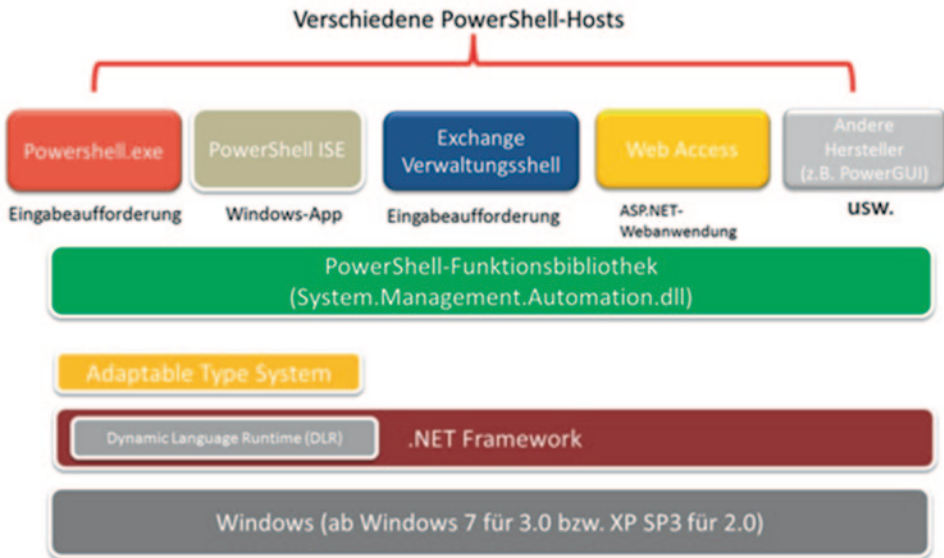 Verschiedene PowerShell-Hosts
Powershell.exe
PowerShell ISE
Exchange
Verwaltungsshell
Web Access
Andere
Hersteller
(z.B. PowerGUI)
Eingabeaufforderung
Windows-App
Eingabeaufforderung
ASP.NET-
Webanwendung
usw.
PowerShell-Funktionsbibliothek
(System.Management.Automation.dll)
Adaptable Type System
Dynamic Language Runtime (DLR)
.NET Framework
Windows (ab Windows 7 für 3.0 bzw. XP SP3 für 2.0)